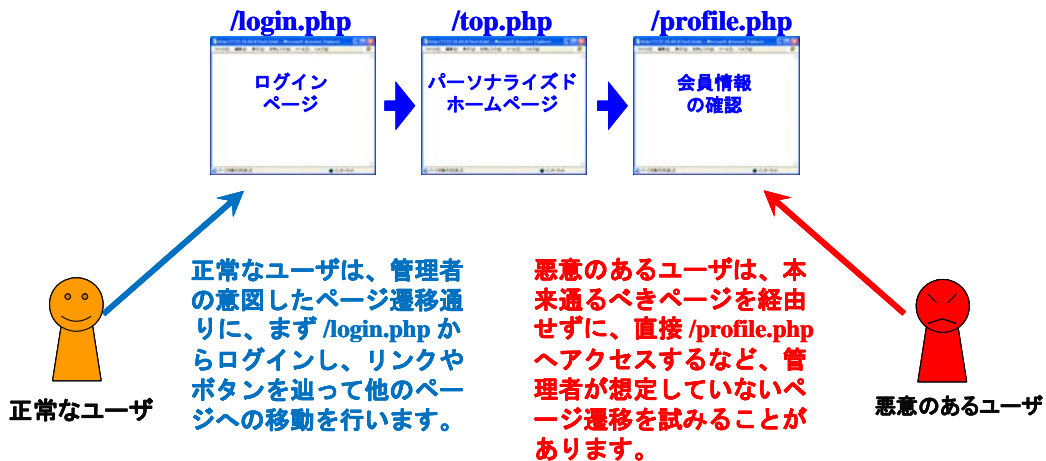 /login.php
/top.php
/profile.php
ログイン
ページ
パーソナライズド
ホームページ
会員情報
の確認
正常なユーザは、管理者
の意図したページ遷移通
りに、まず /login.php か
らログインし、リンクや
ボタンを辿って他のペー
ジへの移動を行います。
悪意のあるユーザは、本
来通るべきページを経由
せずに、直接 /profile.php
へアクセスするなど、管
理者が想定していないペ
ージ遷移を試みることが
あります。
正常なユーザ
悪意のあるユーザ